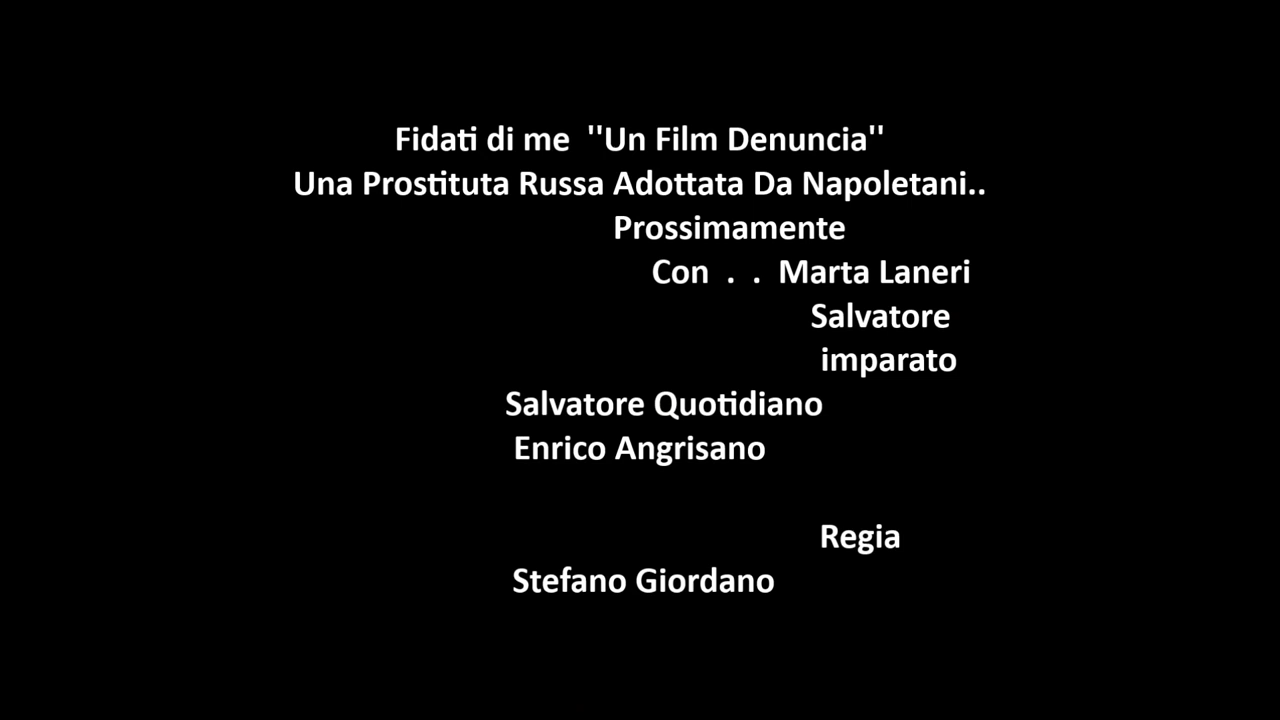 Fidati di me  ''Un Film Denuncia''
Una Prostituta Russa Adottata Da Napoletani..
Prossimamente
Con  .  .  Marta Laneri
Salvatore
imparato
Salvatore Quotidiano
Enrico Angrisano
Regia
Stefano Giordano